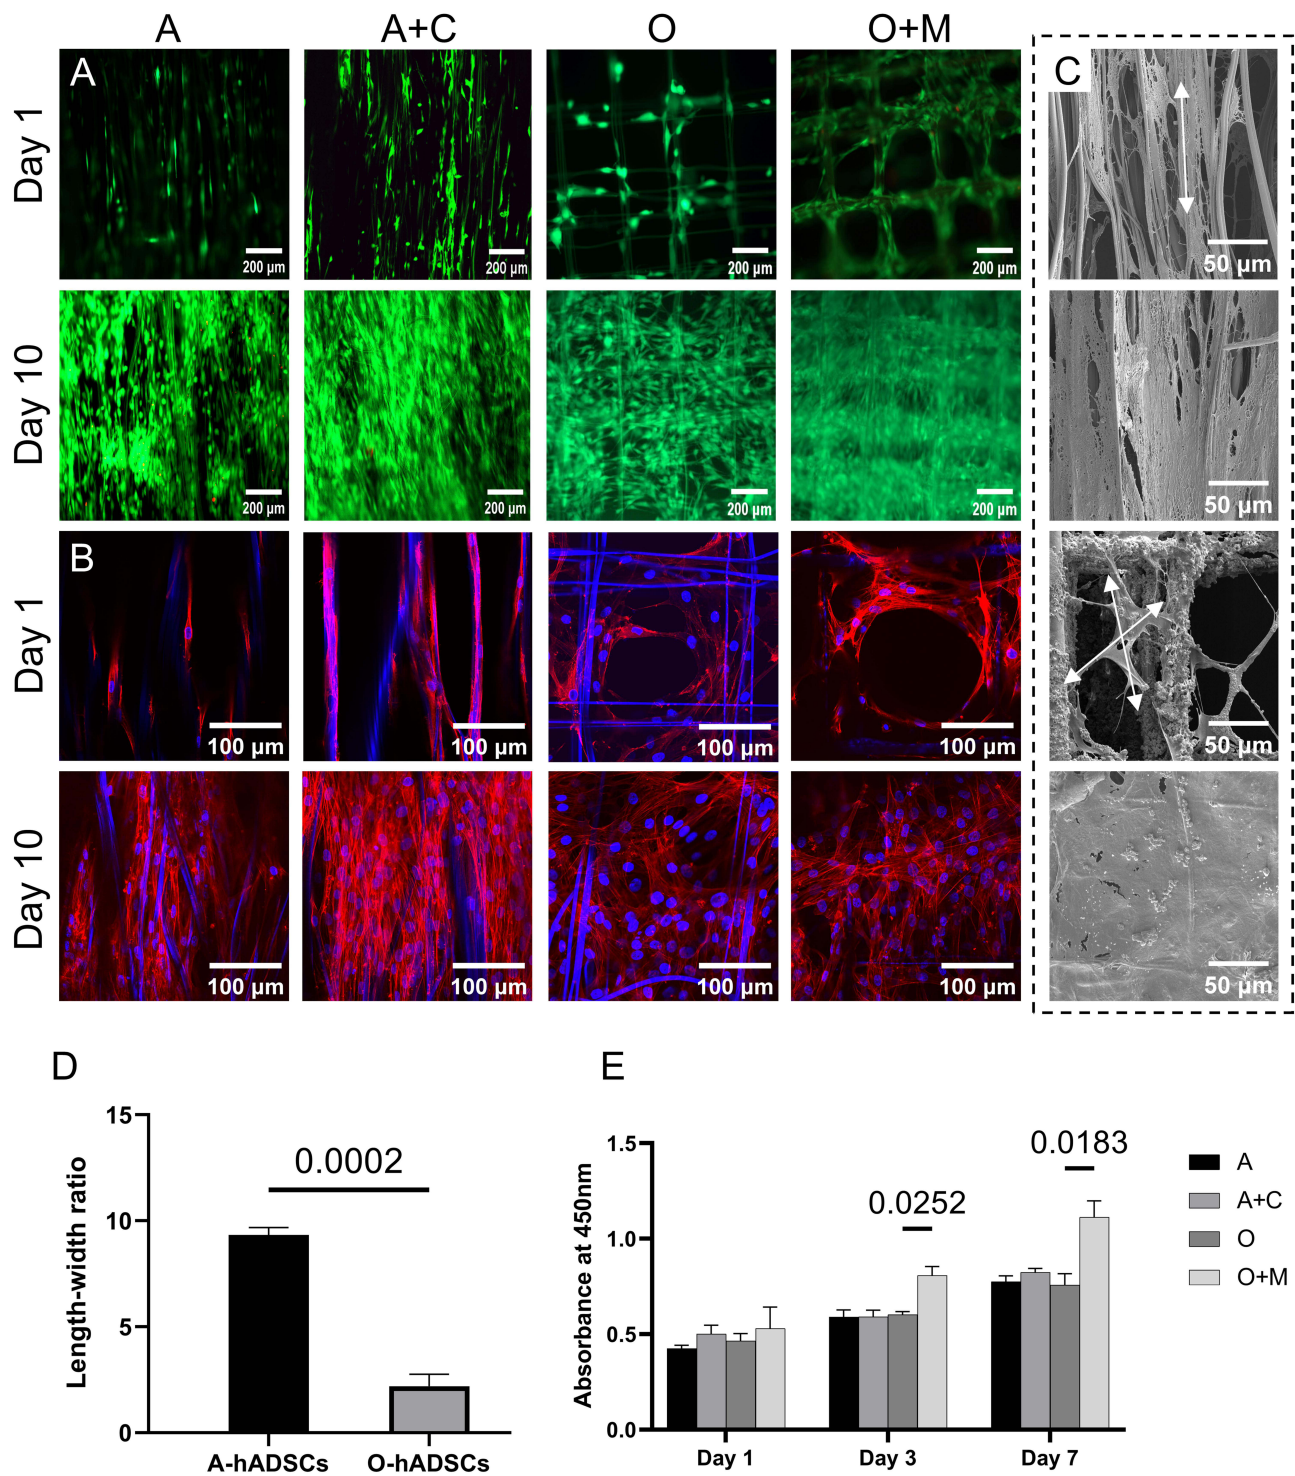 A A+C O O+M
A
C
Day 1
200 µm 200 µm 200 µm 200 µm 50 µm
Day 10
200 µm 200 µm 200 µm 200 µm 50 µm
B
Day 1
100 µm 100 µm 100 µm 100 µm 50 µm
Day 10
100 µm 100 µm 100 µm 100 µm 50 µm
D
15
10
5
0
Length-width ratio
0.0002
A-hADSCs O-hADSCs
E
1.5
1.0
0.5
0.0
Absorbance at 450nm
0.0252
0.0183
Day 1 Day 3 Day 7
A
A+C
O
O+M